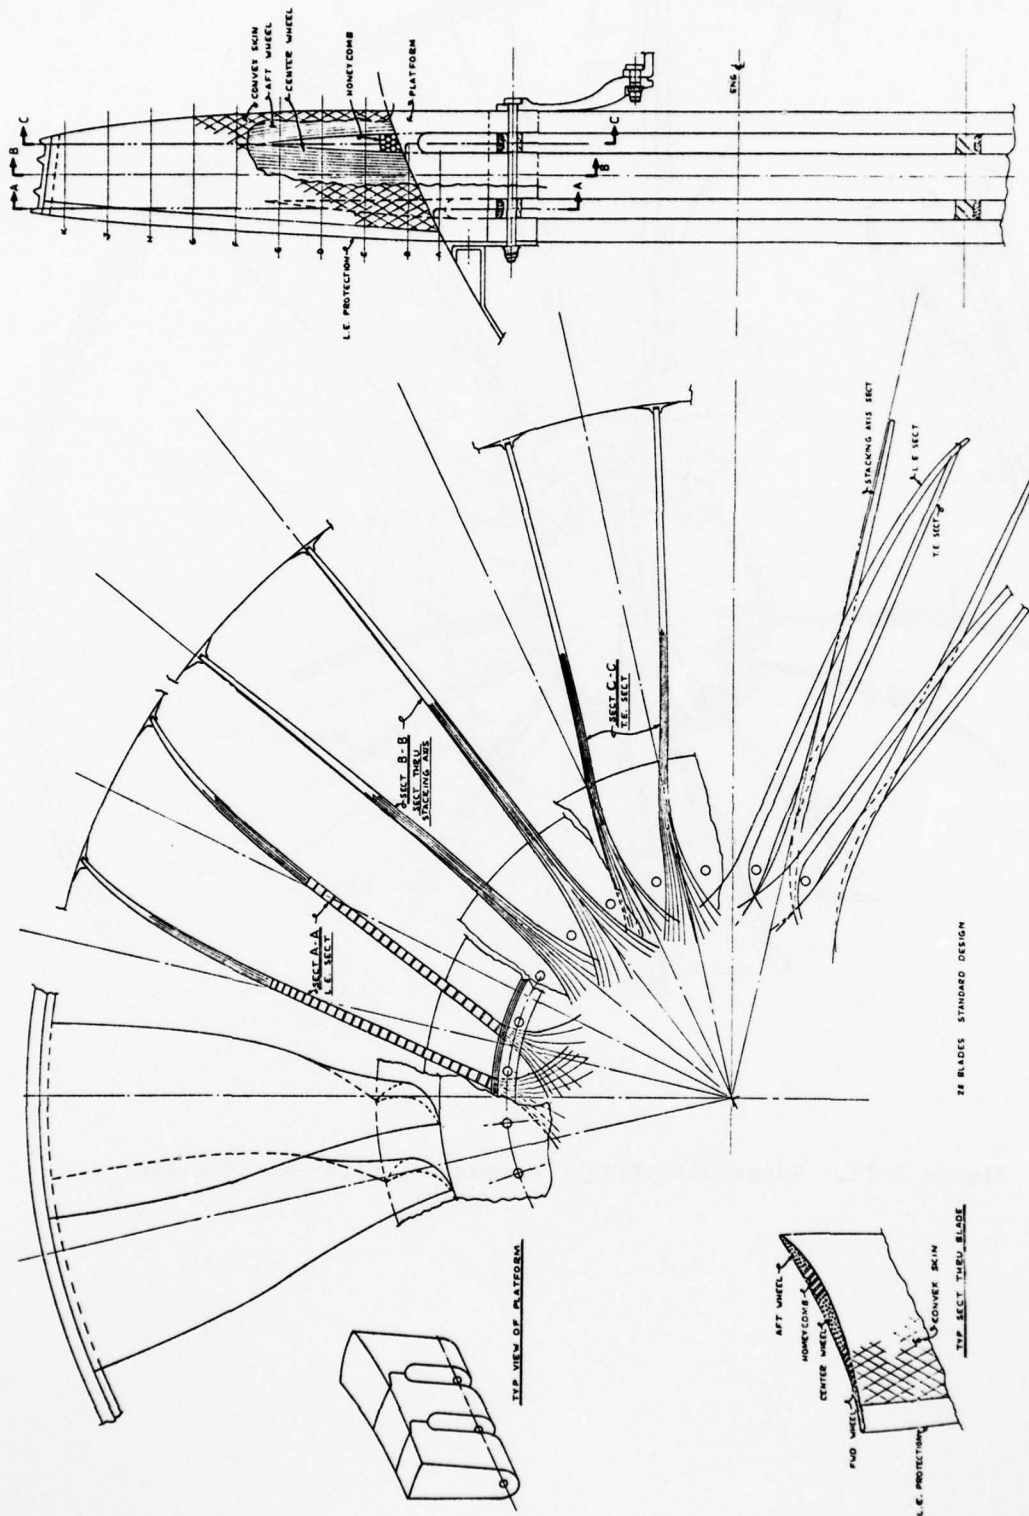 CONVEX SKIN
AFT WHEEL
CENTER WHEEL
HONEYCOMB
PLATFORM
ENG ℄
C
B
A
C
B
A
K
J
H
G
F
E
D
C
B
A
L.E. PROTECTION
STACKING AXIS SECT
L.E SECT
T.E. SECT
SECT C-C
T.E. SECT
SECT B-B
SECT THRU
STACKING AXIS
SECT A-A
L.E. SECT
28 BLADES STANDARD DESIGN
TYP VIEW OF PLATFORM
AFT WHEEL
HONEYCOMB
CENTER WHEEL
FWD WHEEL
L.E. PROTECTION
CONVEX SKIN
TYP SECT THRU BLADE